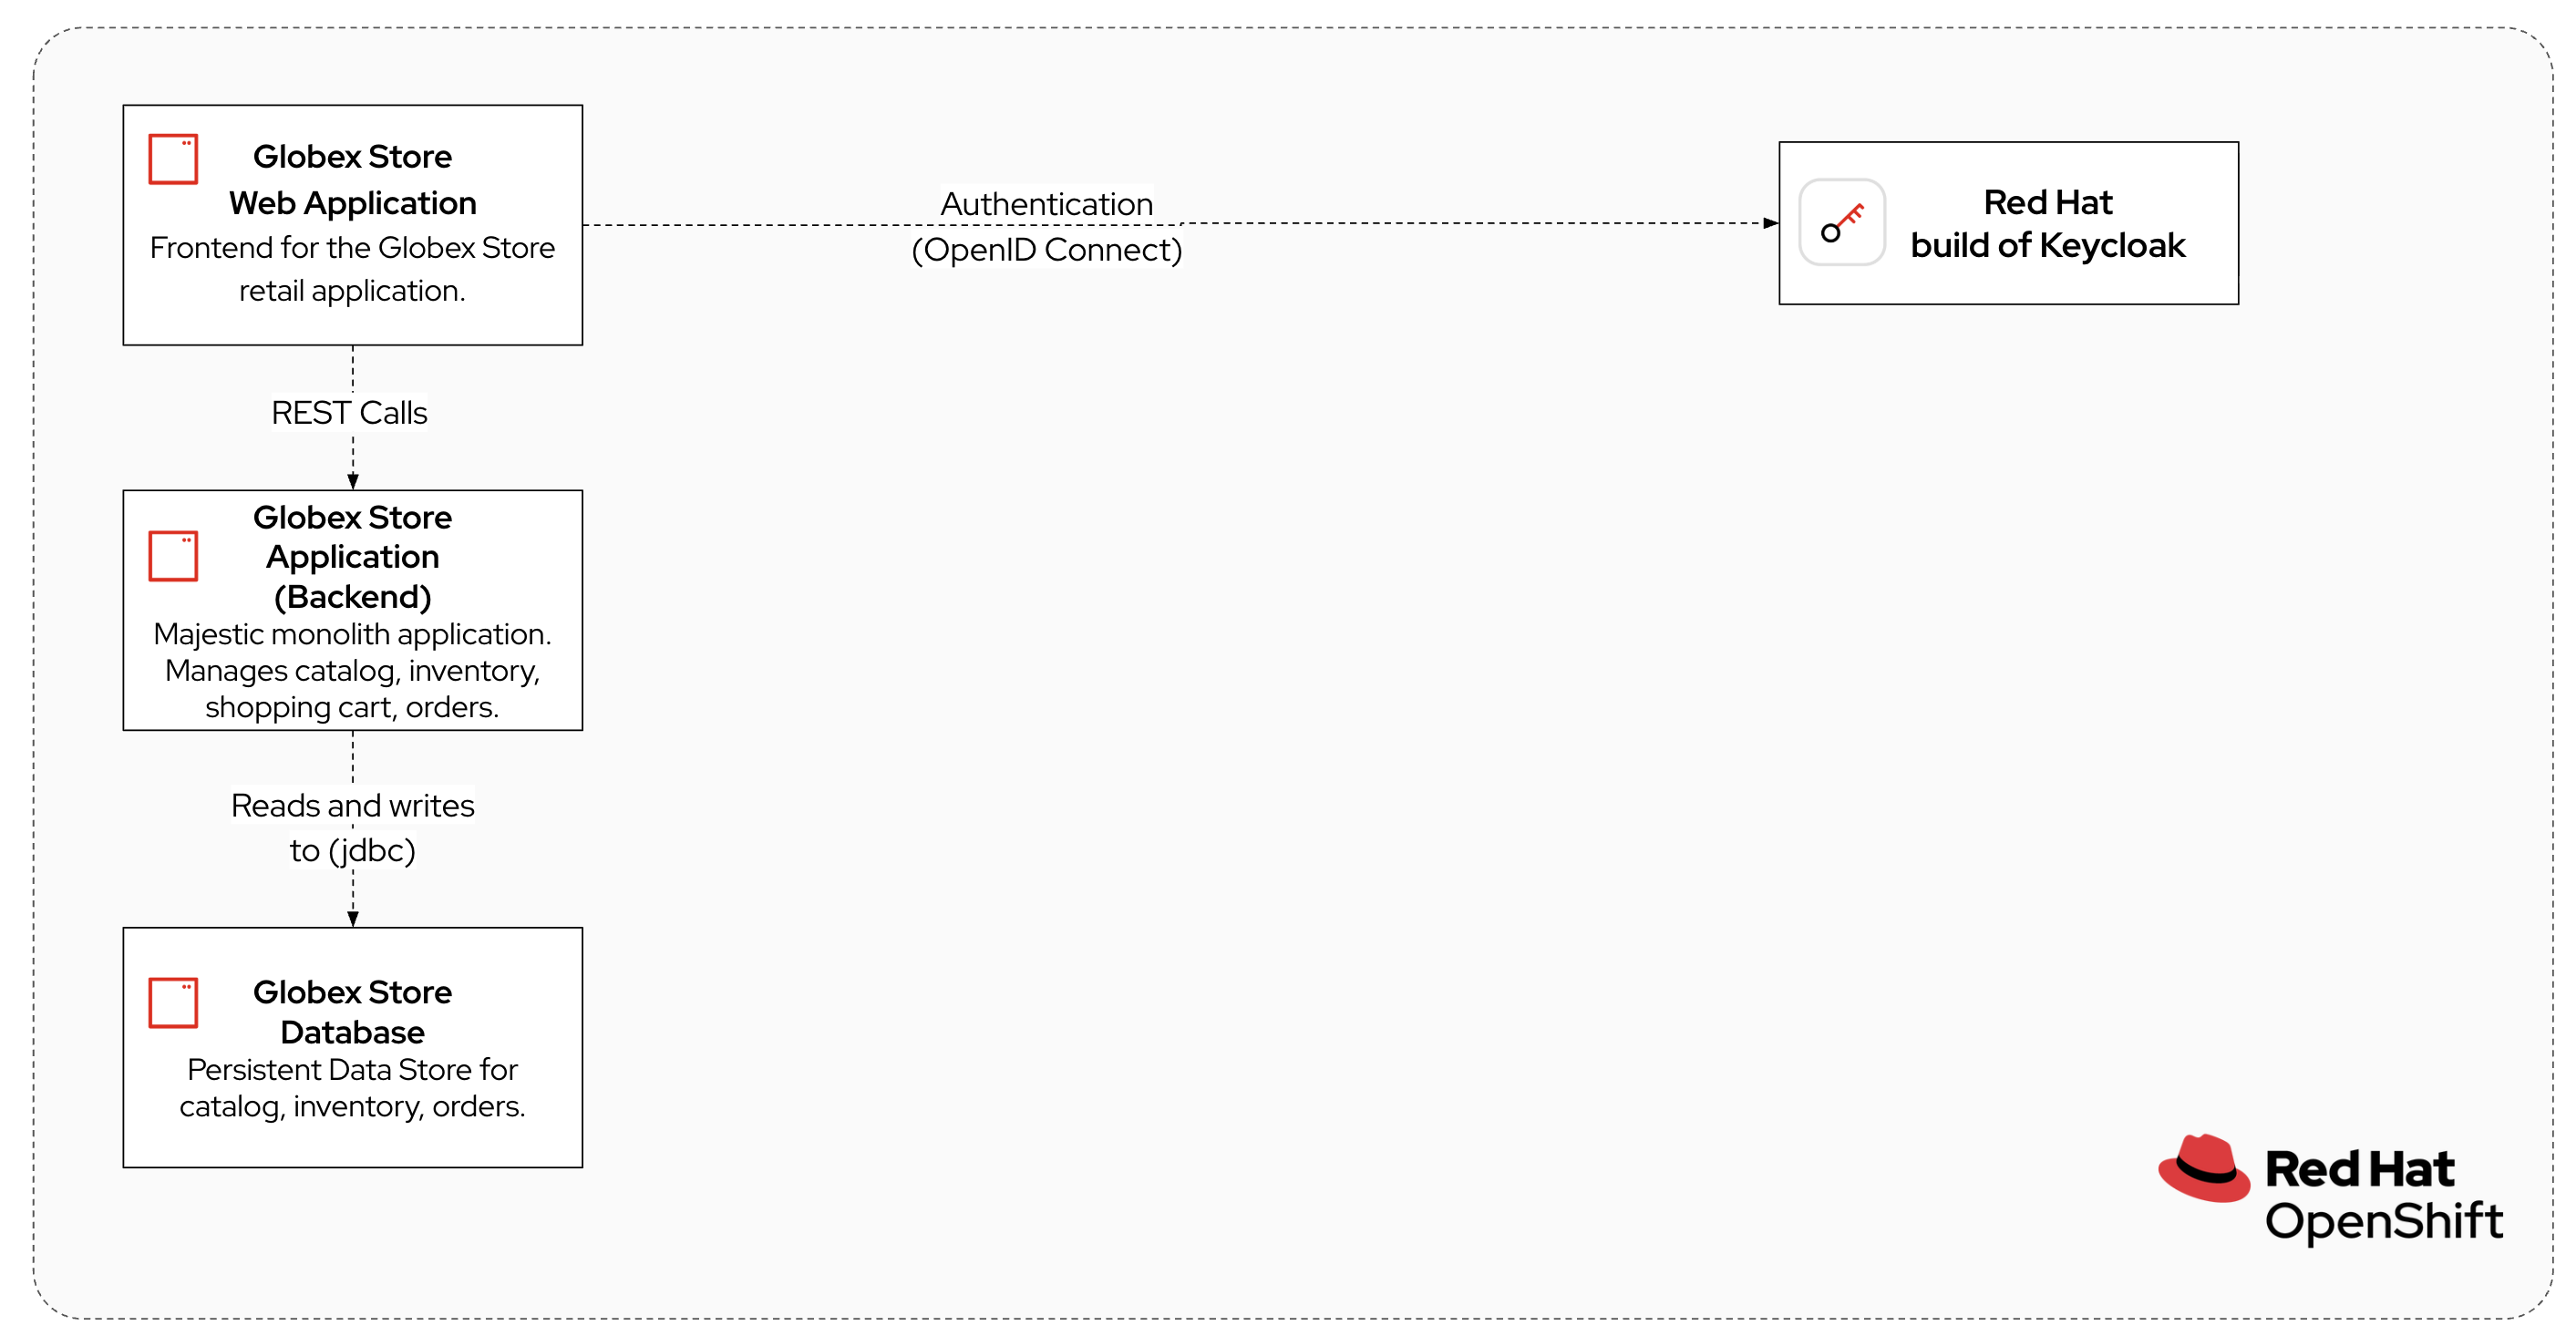 Globex Store
Web Application
Frontend for the Globex Store
retail application.
Authentication
(OpenID Connect)
Red Hat
build of Keycloak
REST Calls
Globex Store
Application
(Backend)
Majestic monolith application.
Manages catalog, inventory,
shopping cart, orders.
Reads and writes
to (jdbc)
Globex Store
Database
Persistent Data Store for
catalog, inventory, orders.
Red Hat
OpenShift